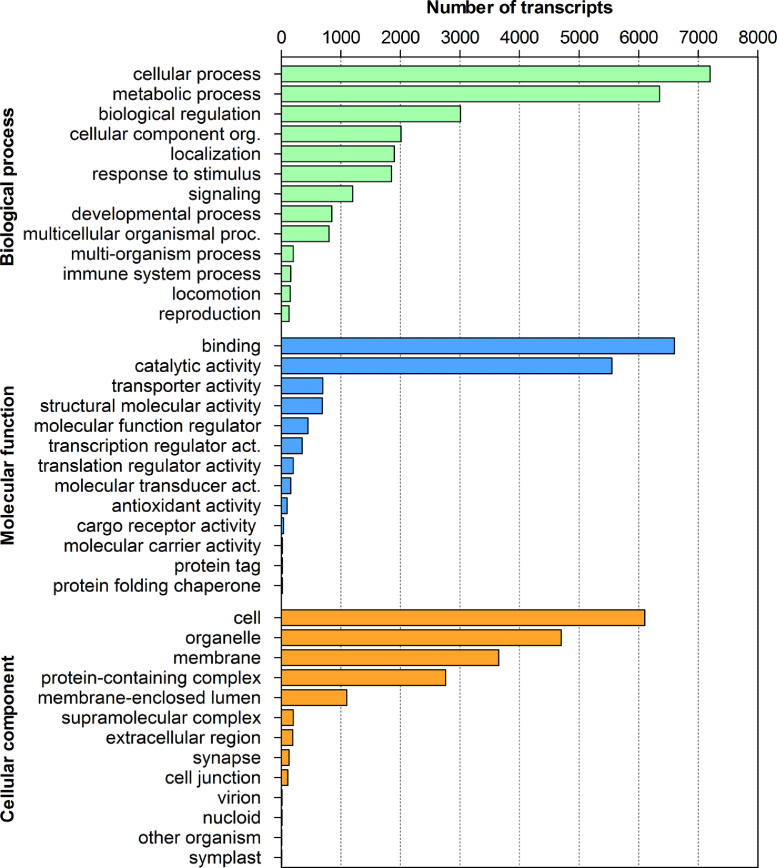 Number of transcripts
0 1000 2000 3000 4000 5000 6000 7000 8000
Biological process
cellular process
metabolic process
biological regulation
cellular component org.
localization
response to stimulus
signaling
developmental process
multicellular organismal proc.
multi-organism process
immune system process
locomotion
reproduction
Molecular function
binding
catalytic activity
transporter activity
structural molecular activity
molecular function regulator
transcription regulator act.
translation regulator activity
molecular transducer act.
antioxidant activity
cargo receptor activity
molecular carrier activity
protein tag
protein folding chaperone
Cellular component
cell
organelle
membrane
protein-containing complex
membrane-enclosed lumen
supramolecular complex
extracellular region
synapse
cell junction
virion
nucloid
other organism
symplast